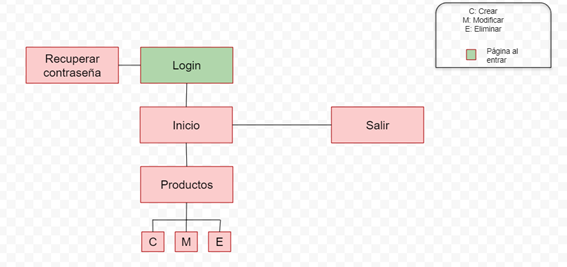 C: Crear
M: Modificar
E: Eliminar
Página al
entrar
Recuperar
contraseña
Login
Inicio
Salir
Productos
C
M
E